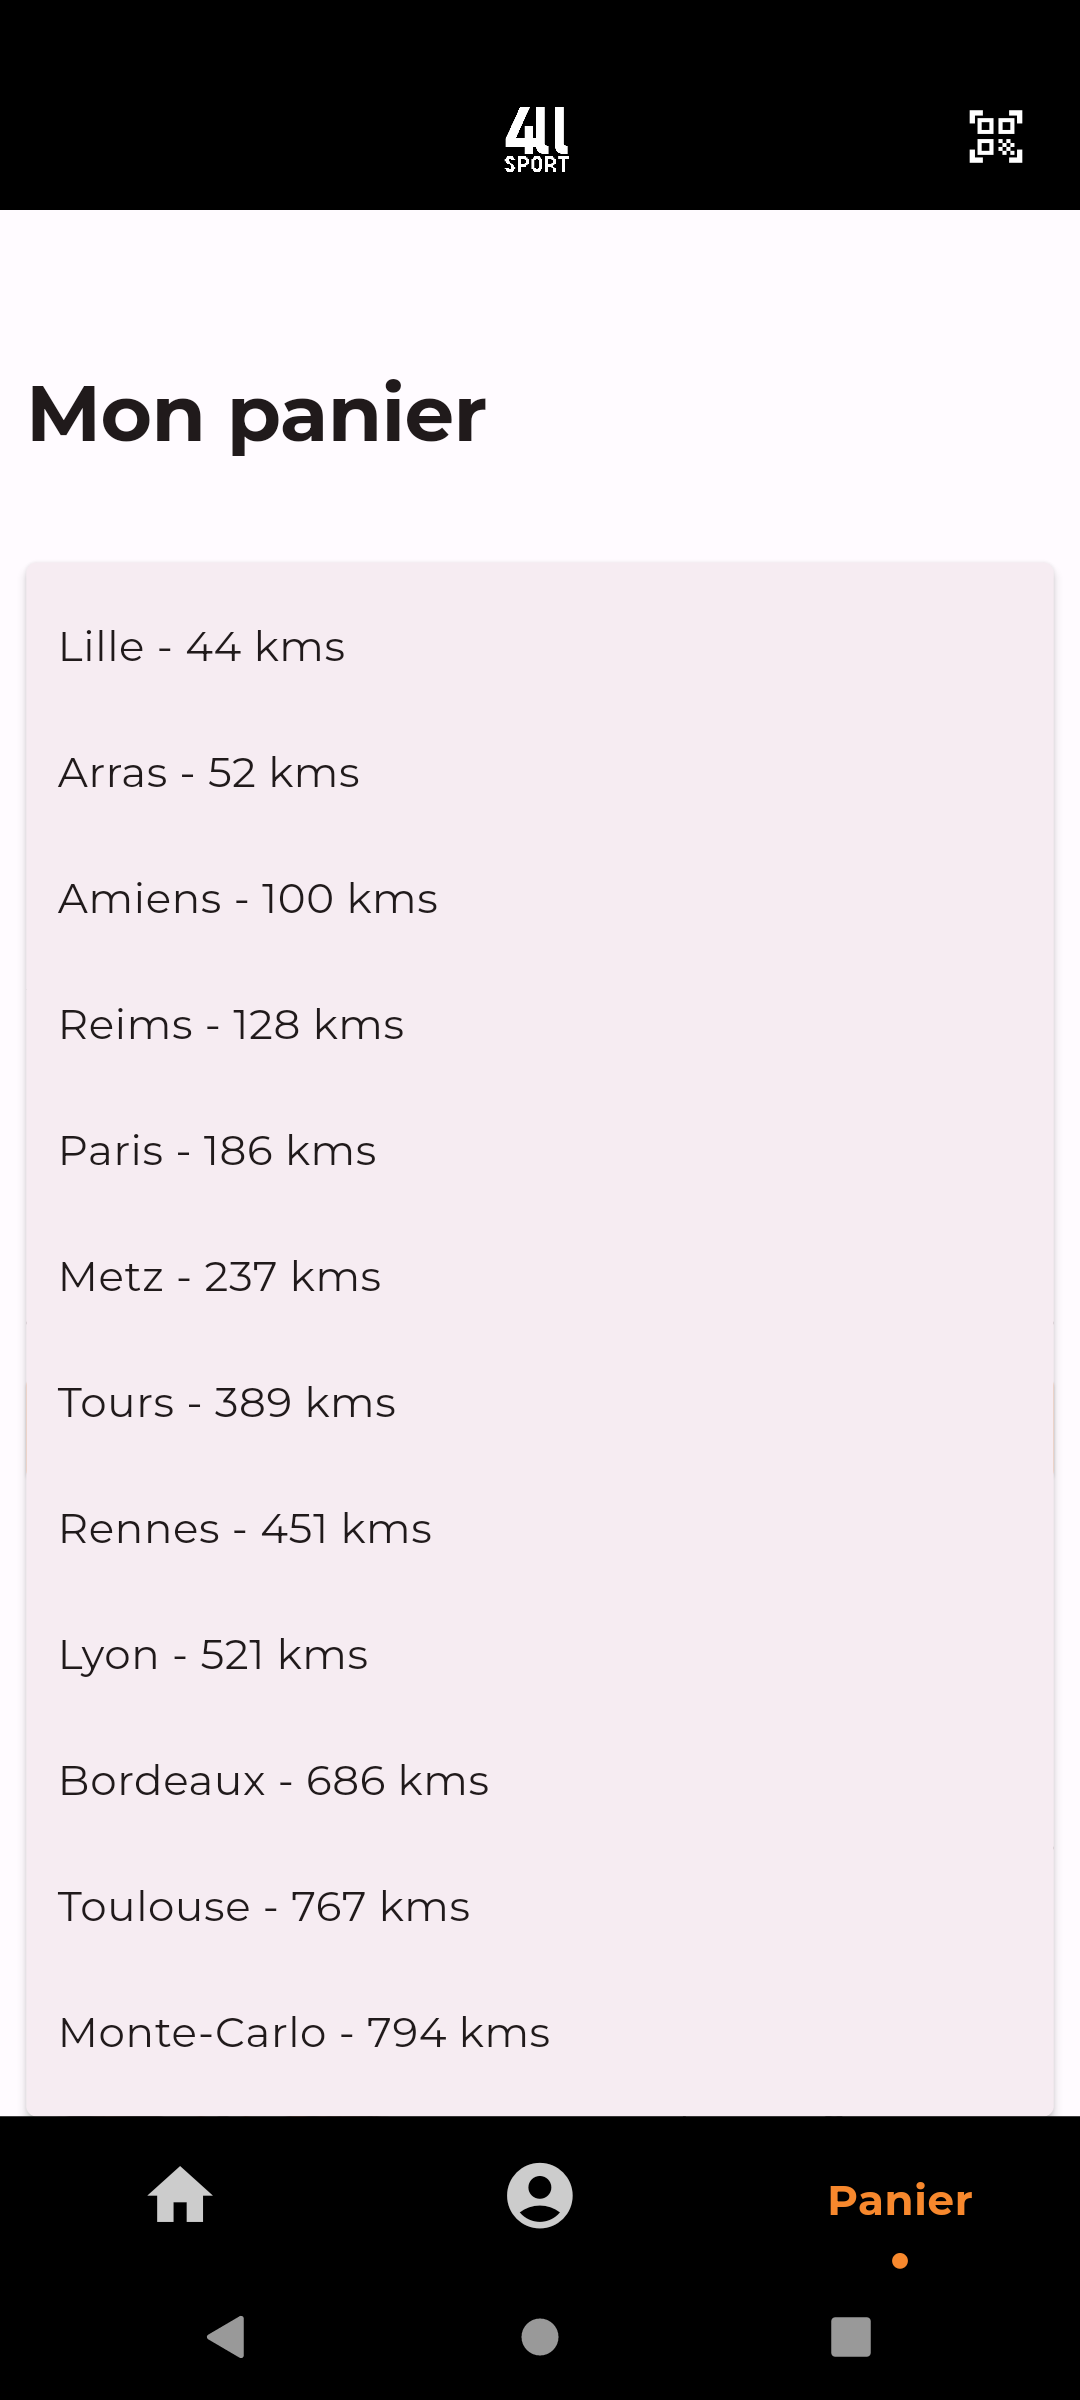 4ll
SPORT
Mon panier
Lille - 44 kms
Arras - 52 kms
Amiens - 100 kms
Reims - 128 kms
Paris - 186 kms
Metz - 237 kms
Tours - 389 kms
Rennes - 451 kms
Lyon - 521 kms
Bordeaux - 686 kms
Toulouse - 767 kms
Monte-Carlo - 794 kms
Panier